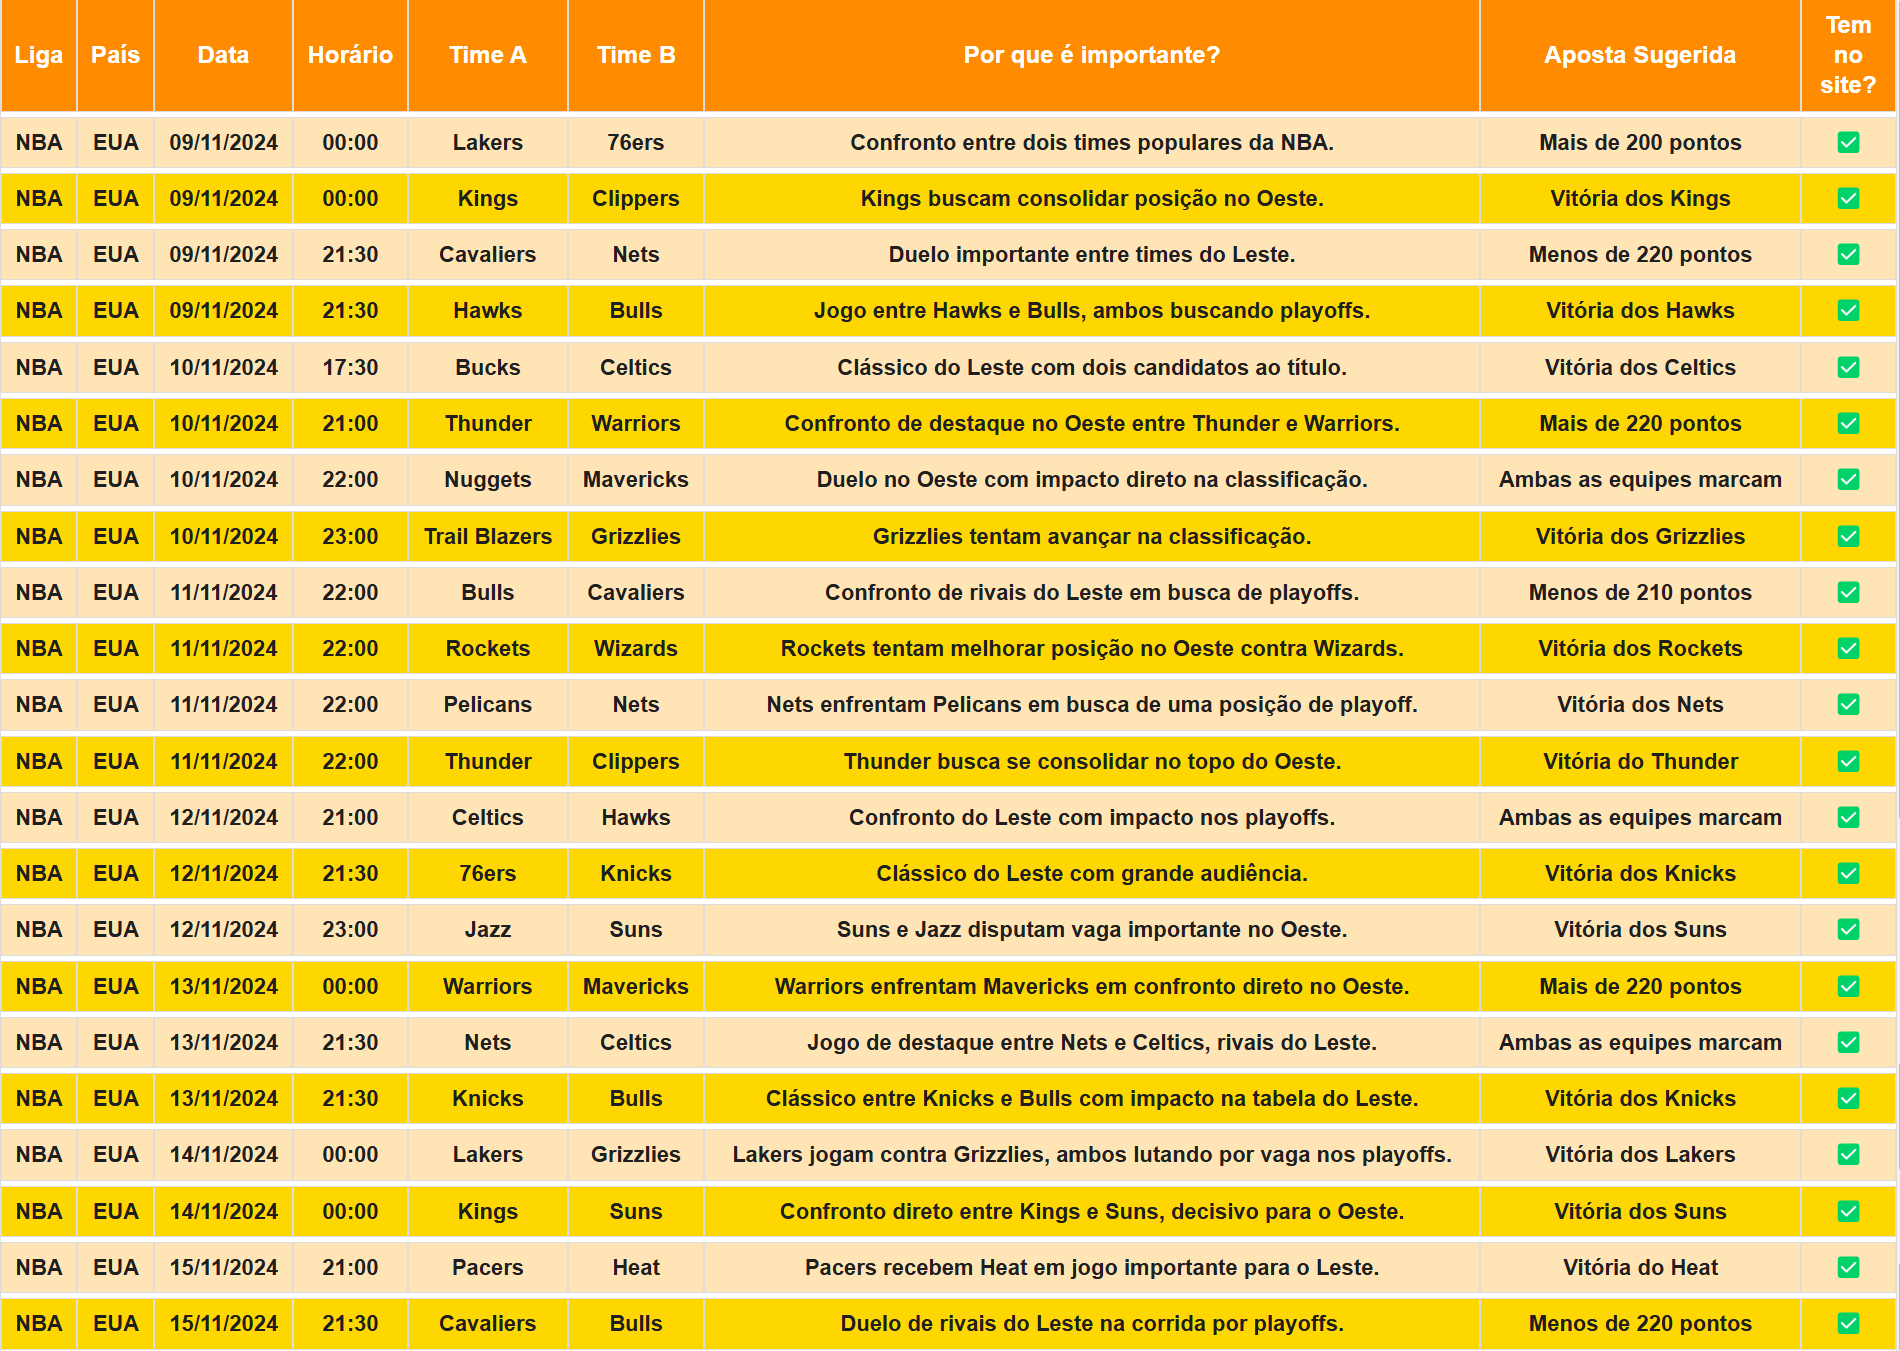 Liga País Data Horário Time A Time B Por que é importante? Aposta Sugerida Tem no site?
NBA EUA 09/11/2024 00:00 Lakers 76ers Confronto entre dois times populares da NBA. Mais de 200 pontos ✅
NBA EUA 09/11/2024 00:00 Kings Clippers Kings buscam consolidar posição no Oeste. Vitória dos Kings ✅
NBA EUA 09/11/2024 21:30 Cavaliers Nets Duelo importante entre times do Leste. Menos de 220 pontos ✅
NBA EUA 09/11/2024 21:30 Hawks Bulls Jogo entre Hawks e Bulls, ambos buscando playoffs. Vitória dos Hawks ✅
NBA EUA 10/11/2024 17:30 Bucks Celtics Clássico do Leste com dois candidatos ao título. Vitória dos Celtics ✅
NBA EUA 10/11/2024 21:00 Thunder Warriors Confronto de destaque no Oeste entre Thunder e Warriors. Mais de 220 pontos ✅
NBA EUA 10/11/2024 22:00 Nuggets Mavericks Duelo no Oeste com impacto direto na classificação. Ambas as equipes marcam ✅
NBA EUA 10/11/2024 23:00 Trail Blazers Grizzlies Grizzlies tentam avançar na classificação. Vitória dos Grizzlies ✅
NBA EUA 11/11/2024 22:00 Bulls Cavaliers Confronto de rivais do Leste em busca de playoffs. Menos de 210 pontos ✅
NBA EUA 11/11/2024 22:00 Rockets Wizards Rockets tentam melhorar posição no Oeste contra Wizards. Vitória dos Rockets ✅
NBA EUA 11/11/2024 22:00 Pelicans Nets Nets enfrentam Pelicans em busca de uma posição de playoff. Vitória dos Nets ✅
NBA EUA 11/11/2024 22:00 Thunder Clippers Thunder busca se consolidar no topo do Oeste. Vitória do Thunder ✅
NBA EUA 12/11/2024 21:00 Celtics Hawks Confronto do Leste com impacto nos playoffs. Ambas as equipes marcam ✅
NBA EUA 12/11/2024 21:30 76ers Knicks Clássico do Leste com grande audiência. Vitória dos Knicks ✅
NBA EUA 12/11/2024 23:00 Jazz Suns Suns e Jazz disputam vaga importante no Oeste. Vitória dos Suns ✅
NBA EUA 13/11/2024 00:00 Warriors Mavericks Warriors enfrentam Mavericks em confronto direto no Oeste. Mais de 220 pontos ✅
NBA EUA 13/11/2024 21:30 Nets Celtics Jogo de destaque entre Nets e Celtics, rivais do Leste. Ambas as equipes marcam ✅
NBA EUA 13/11/2024 21:30 Knicks Bulls Clássico entre Knicks e Bulls com impacto na tabela do Leste. Vitória dos Knicks ✅
NBA EUA 14/11/2024 00:00 Lakers Grizzlies Lakers jogam contra Grizzlies, ambos lutando por vaga nos playoffs. Vitória dos Lakers ✅
NBA EUA 14/11/2024 00:00 Kings Suns Confronto direto entre Kings e Suns, decisivo para o Oeste. Vitória dos Suns ✅
NBA EUA 15/11/2024 21:00 Pacers Heat Pacers recebem Heat em jogo importante para o Leste. Vitória do Heat ✅
NBA EUA 15/11/2024 21:30 Cavaliers Bulls Duelo de rivais do Leste na corrida por playoffs. Menos de 220 pontos ✅